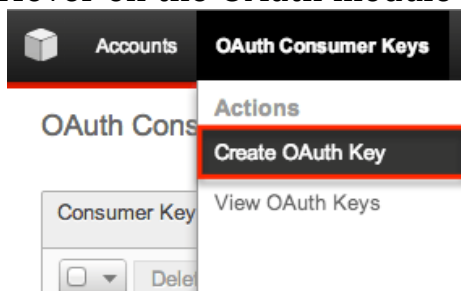 Hover on the OAuth module
Accounts OAuth Consumer Keys
OAuth Cons
Actions
Create OAuth Key
Consumer Key
View OAuth Keys
Delet